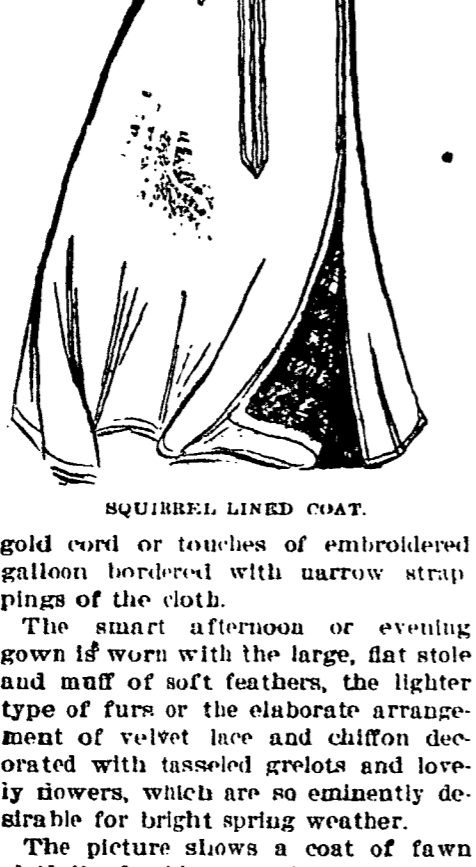 SQUIRREL LINED COAT.
gold cord or touches of embroidered
galloon bordered with narrow strap
pings of the cloth.
The smart afternoon or evening
gown is worn with the large, flat stole
and muff of soft feathers, the lighter
type of furs or the elaborate arrange-
ment of velvet lace and chiffon dec-
orated with tasseled grelots and love-
ly flowers, which are so eminently de-
sirable for bright spring weather.
The picture shows a coat of fawn